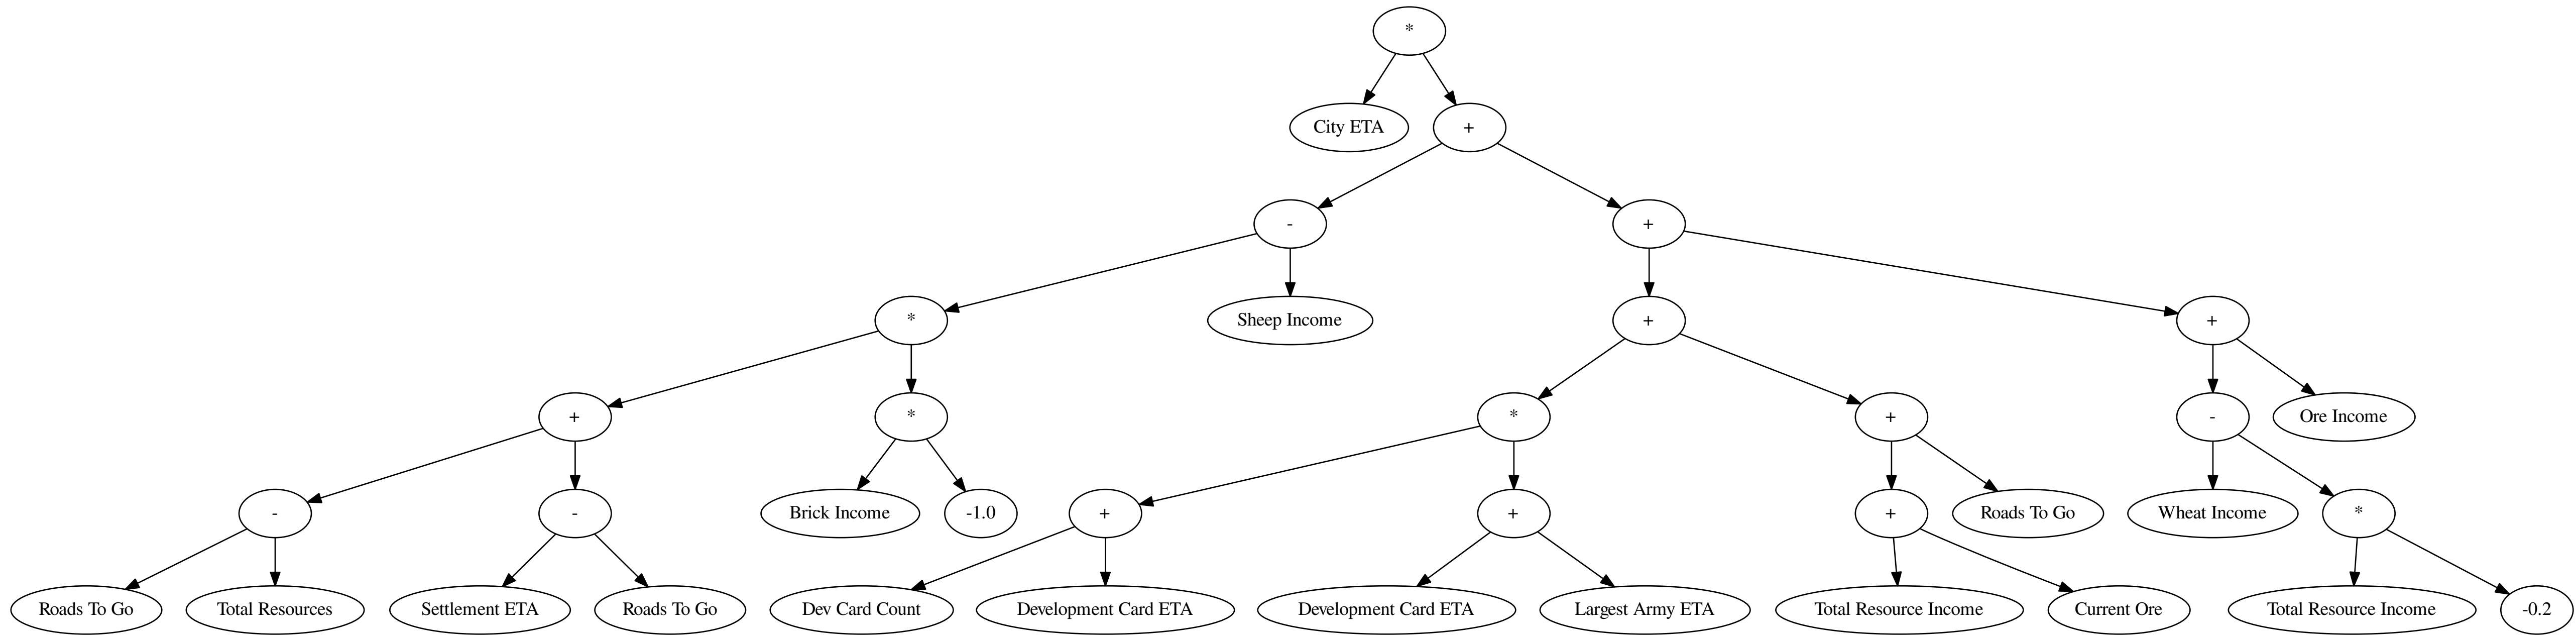 *
City ETA
+
-
+
*
Sheep Income
+
+
+
*
*
+
-
Ore Income
-
-
Brick Income
-1.0
+
+
+
Roads To Go
Wheat Income
*
Roads To Go
Total Resources
Settlement ETA
Roads To Go
Dev Card Count
Development Card ETA
Development Card ETA
Largest Army ETA
Total Resource Income
Current Ore
Total Resource Income
-0.2